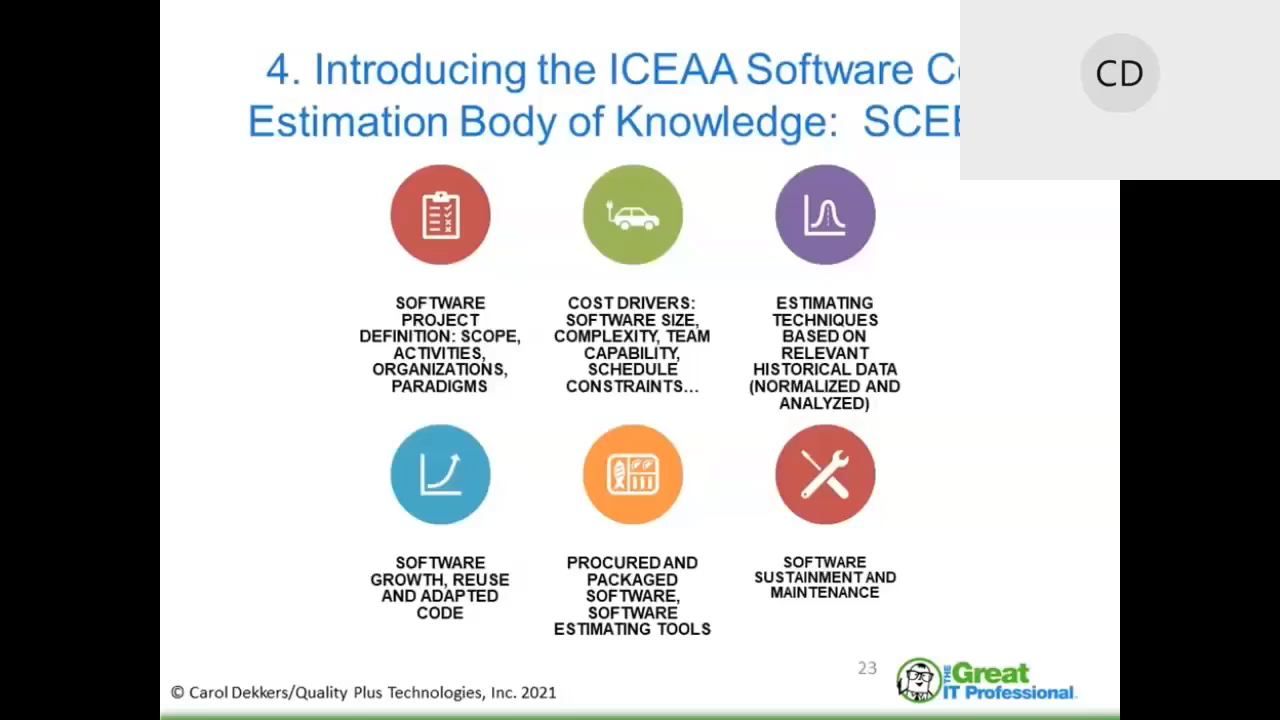 4. Introducing the ICEAA Software
Estimation Body of Knowledge:
CD
SOFTWARE
PROJECT
DEFINITION: SCOPE,
ACTIVITIES,
ORGANIZATIONS,
PARADIGMS
COST DRIVERS:
SOFTWARE SIZE,
COMPLEXITY, TEAM
CAPABILITY,
SCHEDULE
CONSTRAINTS...
ESTIMATING
TECHNIQUES
BASED ON
RELEVANT
HISTORICAL DATA
(NORMALIZED AND
ANALYZED)
SOFTWARE
GROWTH, REUSE
AND ADAPTED
CODE
PROCURED AND
PACKAGED
SOFTWARE,
SOFTWARE
ESTIMATING TOOLS
SOFTWARE
SUSTAINMENT AND
MAINTENANCE
23
© Carol Dekkers/Quality Plus Technologies, Inc. 2021
THE Great
IT Professional